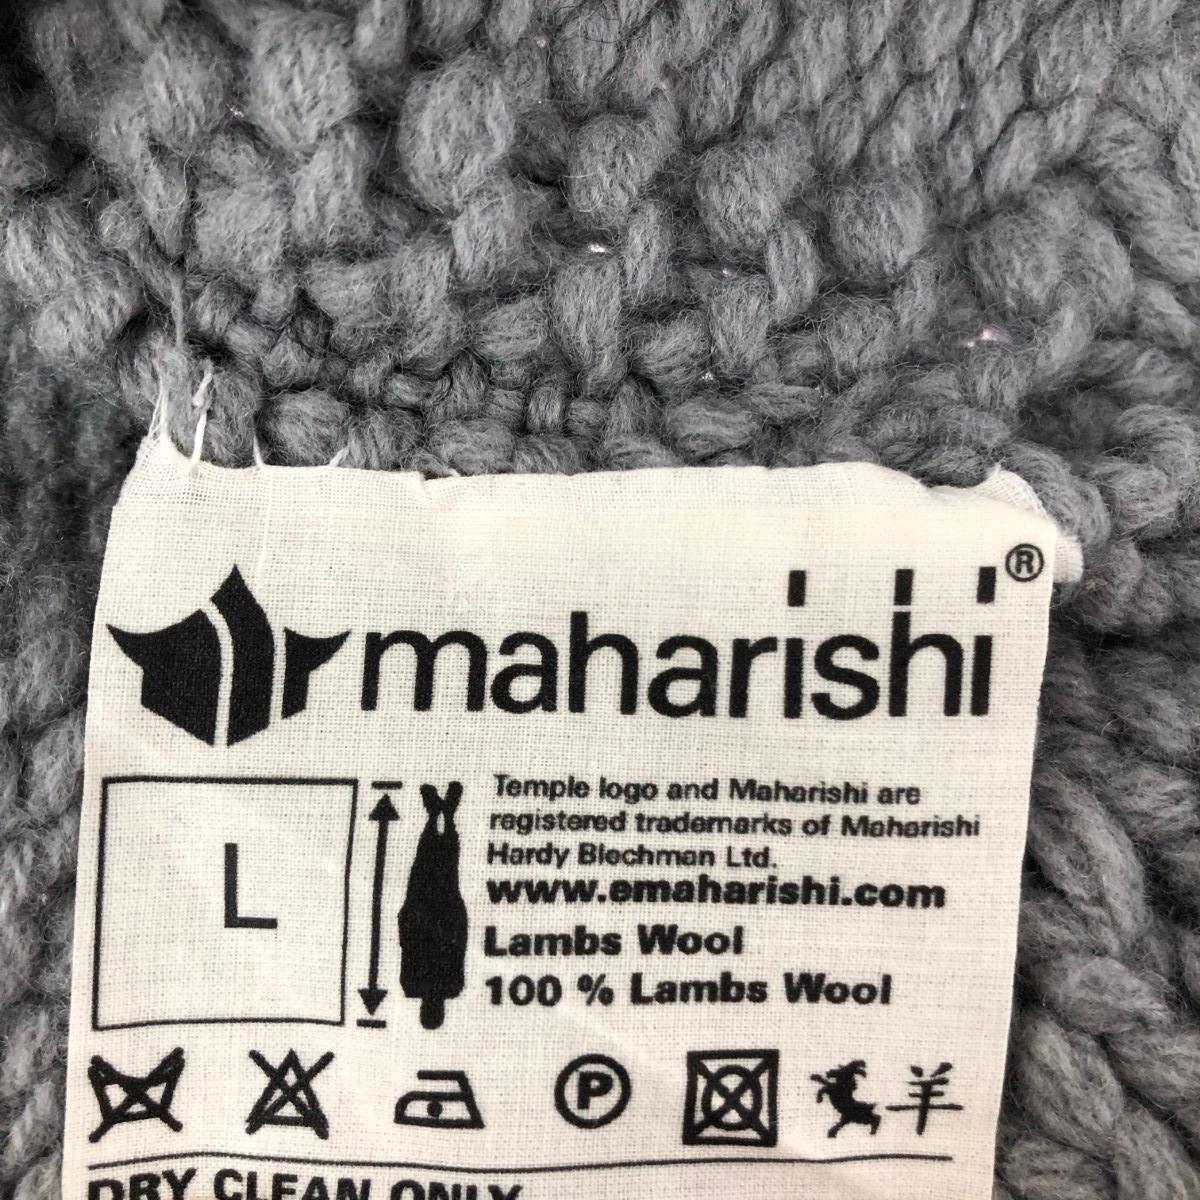 maharishi®
L
Temple logo and Maharishi are
registered trademarks of Maharishi
Hardy Blechman Ltd.
www.emaharishi.com
Lambs Wool
100 % Lambs Wool
P
羊
DRY CLEAN ONLY